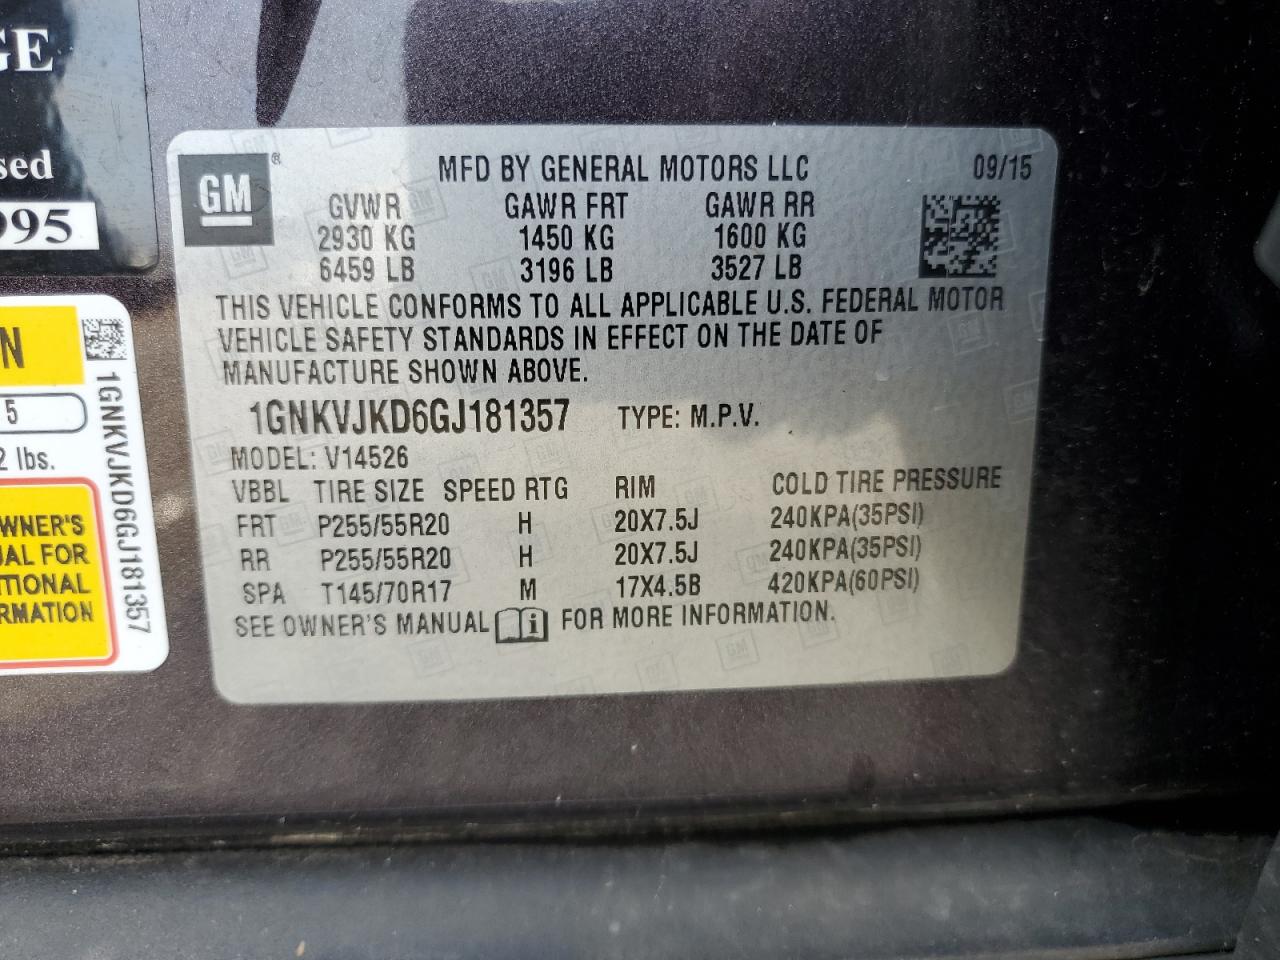 GE
sed
995
N
5
2 lbs.
WNER'S
UAL FOR
ITIONAL
RMATION
1GNKVJKD6GJ181357
GM ®
MFD BY GENERAL MOTORS LLC 09/15
GVWR GAWR FRT GAWR RR
2930 KG 1450 KG 1600 KG
6459 LB 3196 LB 3527 LB
THIS VEHICLE CONFORMS TO ALL APPLICABLE U.S. FEDERAL MOTOR
VEHICLE SAFETY STANDARDS IN EFFECT ON THE DATE OF
MANUFACTURE SHOWN ABOVE.
1GNKVJKD6GJ181357 TYPE: M.P.V.
MODEL: V14526
VBBL TIRE SIZE SPEED RTG RIM COLD TIRE PRESSURE
FRT P255/55R20 H 20X7.5J 240KPA(35PSI)
RR P255/55R20 H 20X7.5J 240KPA(35PSI)
SPA T145/70R17 M 17X4.5B 420KPA(60PSI)
SEE OWNER'S MANUAL i FOR MORE INFORMATION.